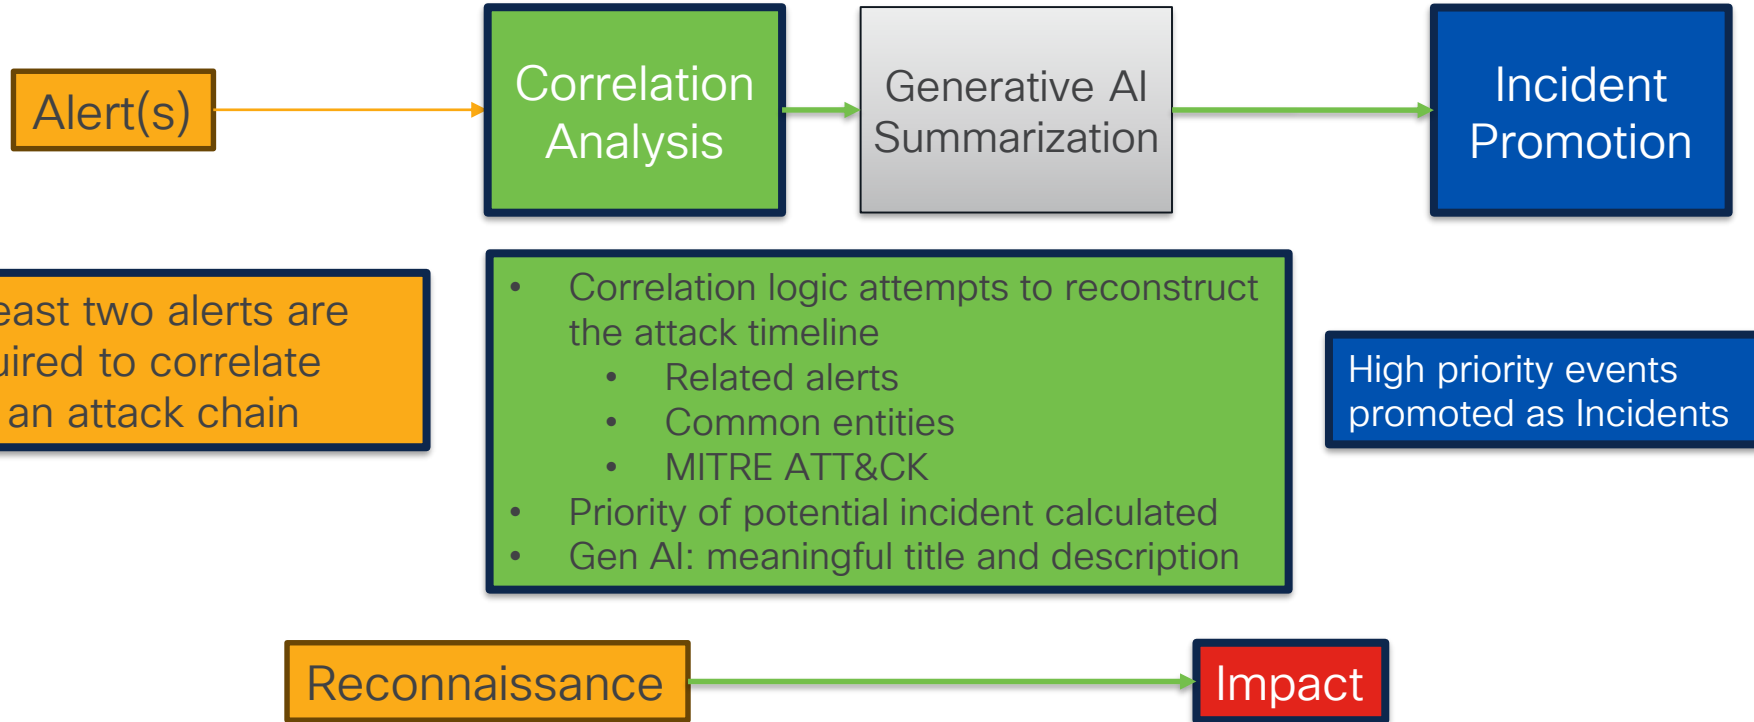 Alert(s)
Correlation
Analysis
Generative AI
Summarization
Incident
Promotion
east two alerts are
uired to correlate
an attack chain
• Correlation logic attempts to reconstruct
the attack timeline
• Related alerts
• Common entities
• MITRE ATT&CK
• Priority of potential incident calculated
• Gen AI: meaningful title and description
High priority events
promoted as Incidents
Reconnaissance
Impact